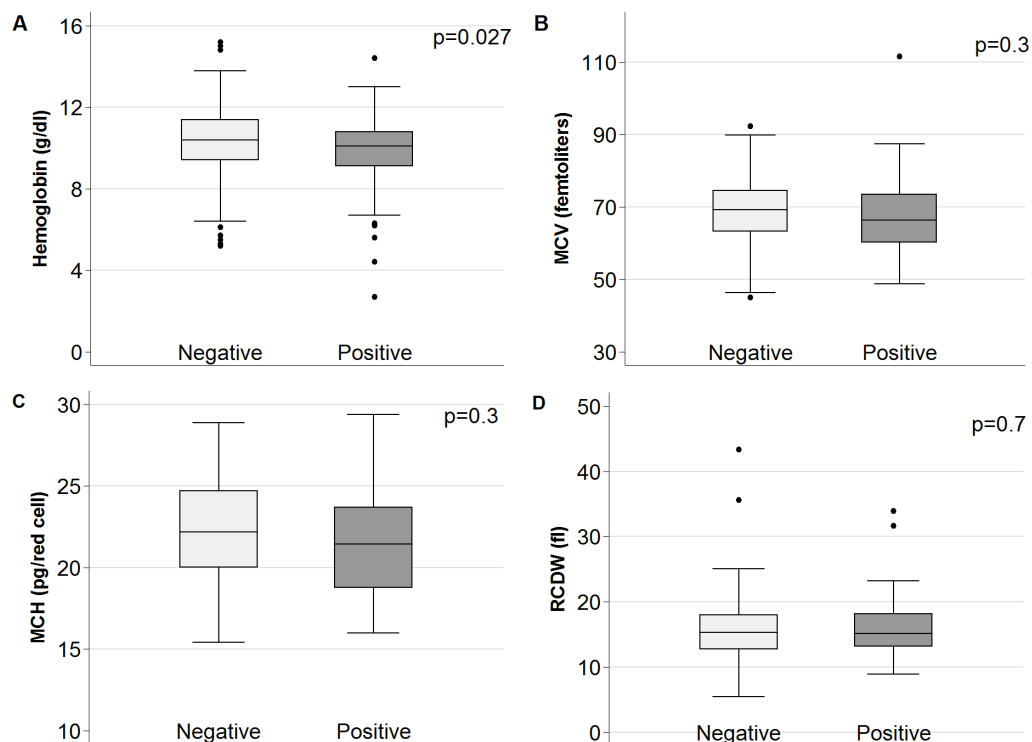 A
p=0.027
Hemoglobin (g/dl)
16
12
8
4
0
Negative Positive
B
p=0.3
MCV (femtoliters)
110
90
70
50
30
Negative Positive
C
p=0.3
MCH (pg/red cell)
30
25
20
15
10
Negative Positive
D
p=0.7
RCDW (fl)
50
40
30
20
10
0
Negative Positive